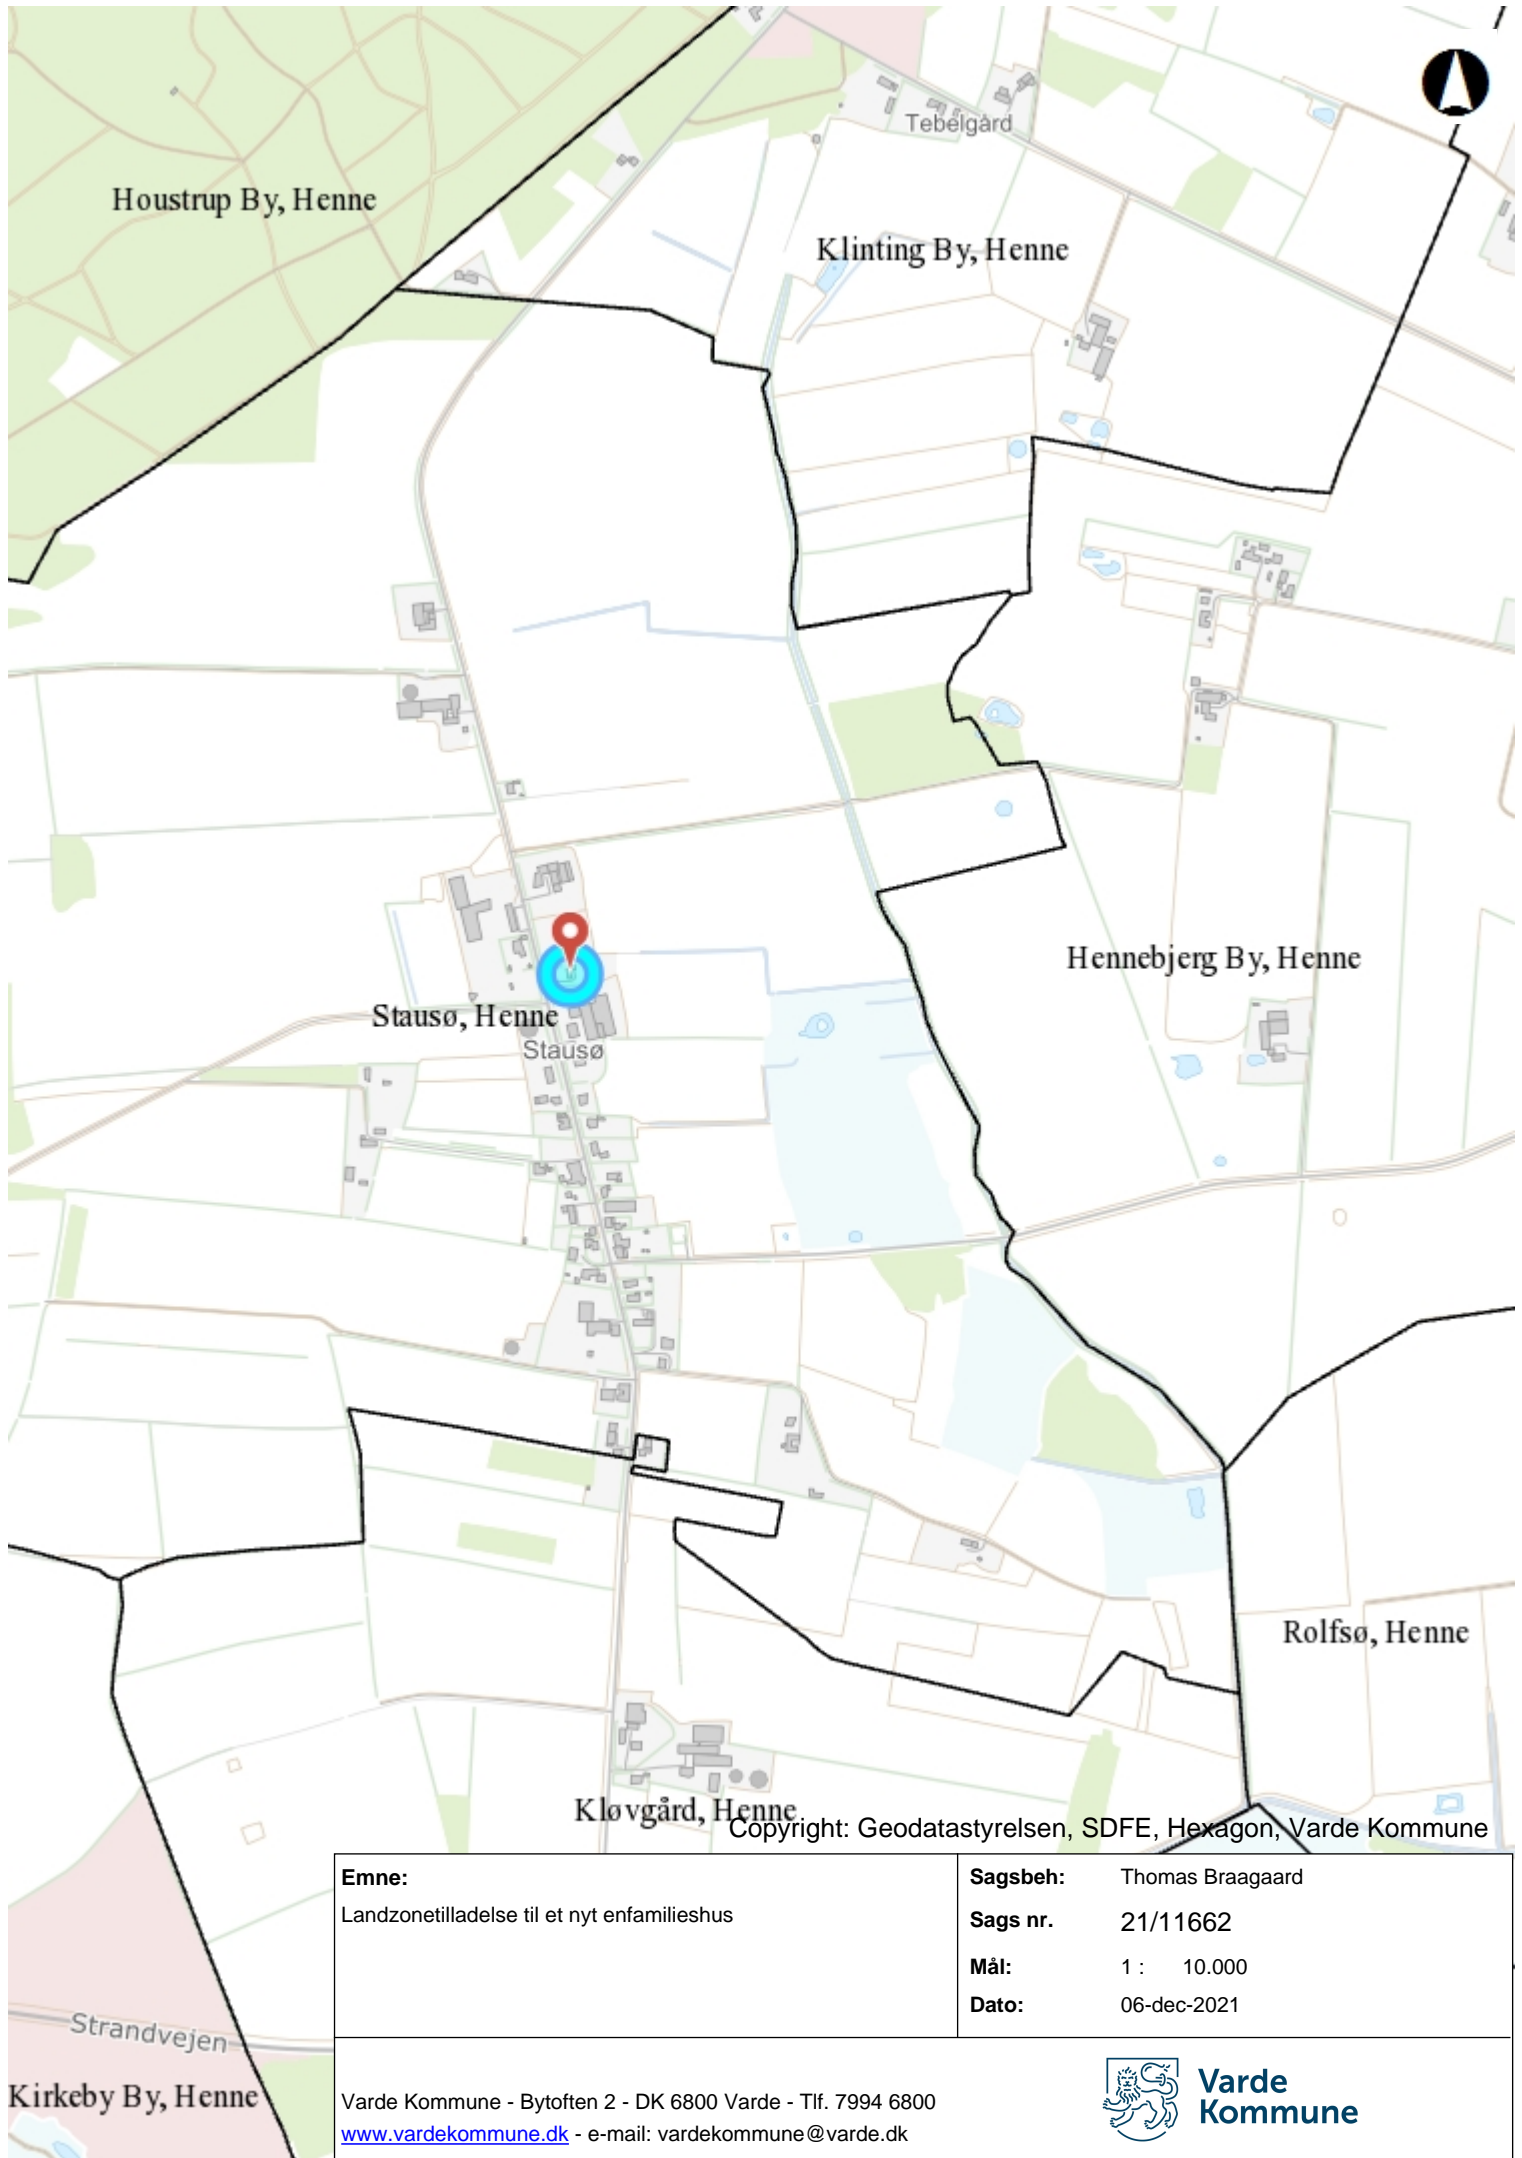 Tebelgård
Houstrup By, Henne
Klinting By, Henne
Hennebjerg By, Henne
Stausø, Henne
Stausø
Rolfsø, Henne
Kløvgård, Henne
Copyright: Geodatastyrelsen, SDFE, Hexagon, Varde Kommune
Strandvejen
Kirkeby By, Henne
Emne:
Landzonetilladelse til et nyt enfamilieshus
Sagsbeh: Thomas Braagaard
Sags nr. 21/11662
Mål: 1 : 10.000
Dato: 06-dec-2021
Varde Kommune - Bytoften 2 - DK 6800 Varde - Tlf. 7994 6800
www.vardekommune.dk - e-mail: vardekommune@varde.dk
Varde
Kommune